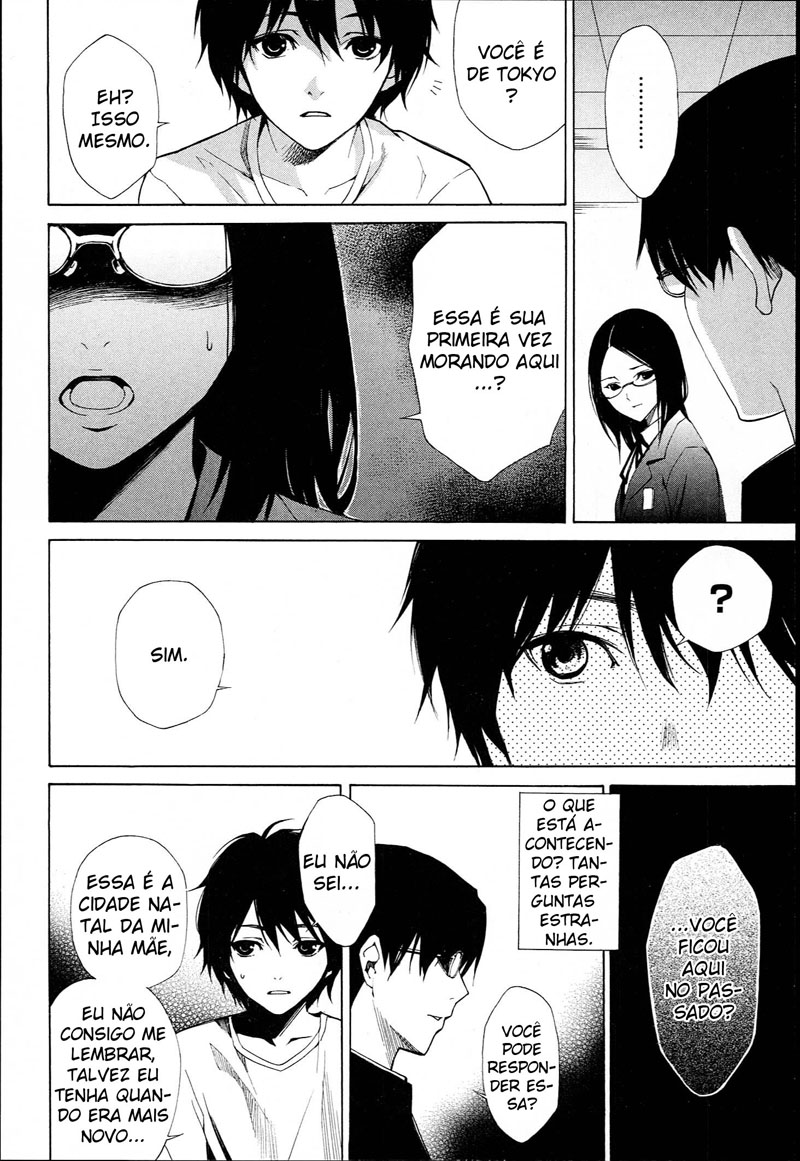 ..........
VOCÊ É
DE TOKYO
?
EH?
ISSO
MESMO.
ESSA É SUA
PRIMEIRA VEZ
MORANDO AQUI
...?
?
SIM.
...VOCÊ
FICOU
AQUI
NO PAS-
SADO?
O QUE
ESTÁ A-
CONTECEN-
DO? TAN-
TAS PER-
GUNTAS
ESTRA-
NHAS.
VOCÊ
PODE
RESPON-
DER ES-
SA?
EU NÃO
SEI...
ESSA É A
CIDADE NA-
TAL DA MI-
NHA MÃE,
EU NÃO
CONSIGO ME
LEMBRAR,
TALVEZ EU
TENHA QUAN-
DO ERA MAIS
NOVO...